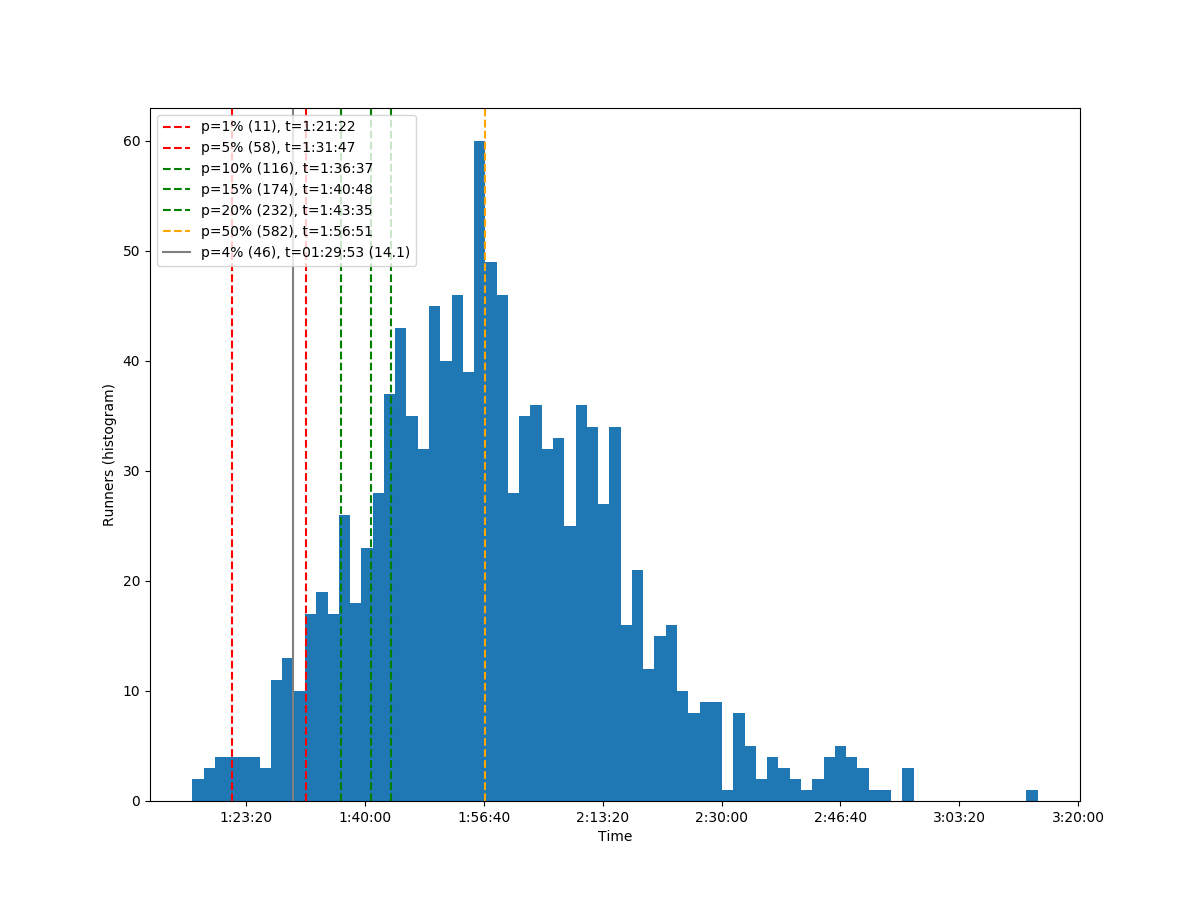 p=1% (11), t=1:21:22
p=5% (58), t=1:31:47
p=10% (116), t=1:36:37
p=15% (174), t=1:40:48
p=20% (232), t=1:43:35
p=50% (582), t=1:56:51
p=4% (46), t=01:29:53 (14.1)
60
50
40
30
20
10
0
Runners (histogram)
1:23:20 1:40:00 1:56:40 2:13:20 2:30:00 2:46:40 3:03:20 3:20:00
Time